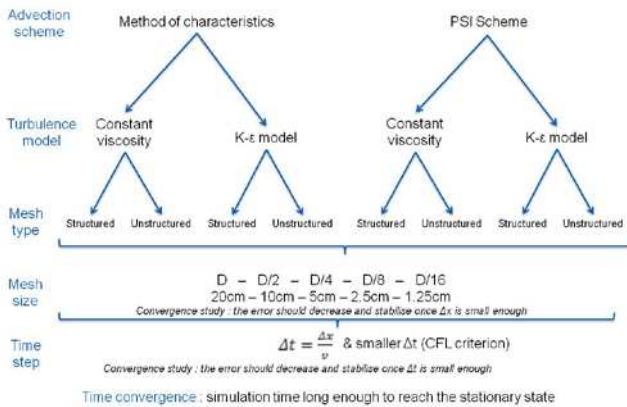 Advection scheme
Method of characteristics
PSI Scheme
Turbulence model
Constant viscosity
K-ε model
Constant viscosity
K-ε model
Mesh type
Structured
Unstructured
Structured
Unstructured
Structured
Unstructured
Structured
Unstructured
Mesh size
D – D/2 – D/4 – D/8 – D/16
20cm – 10cm – 5cm – 2.5cm – 1.25cm
Convergence study : the error should decrease and stabilise once Δx is small enough
Time step
Δt = Δx/v & smaller Δt (CFL criterion)
Convergence study : the error should decrease and stabilise once Δt is small enough
Time convergence : simulation time long enough to reach the stationary state